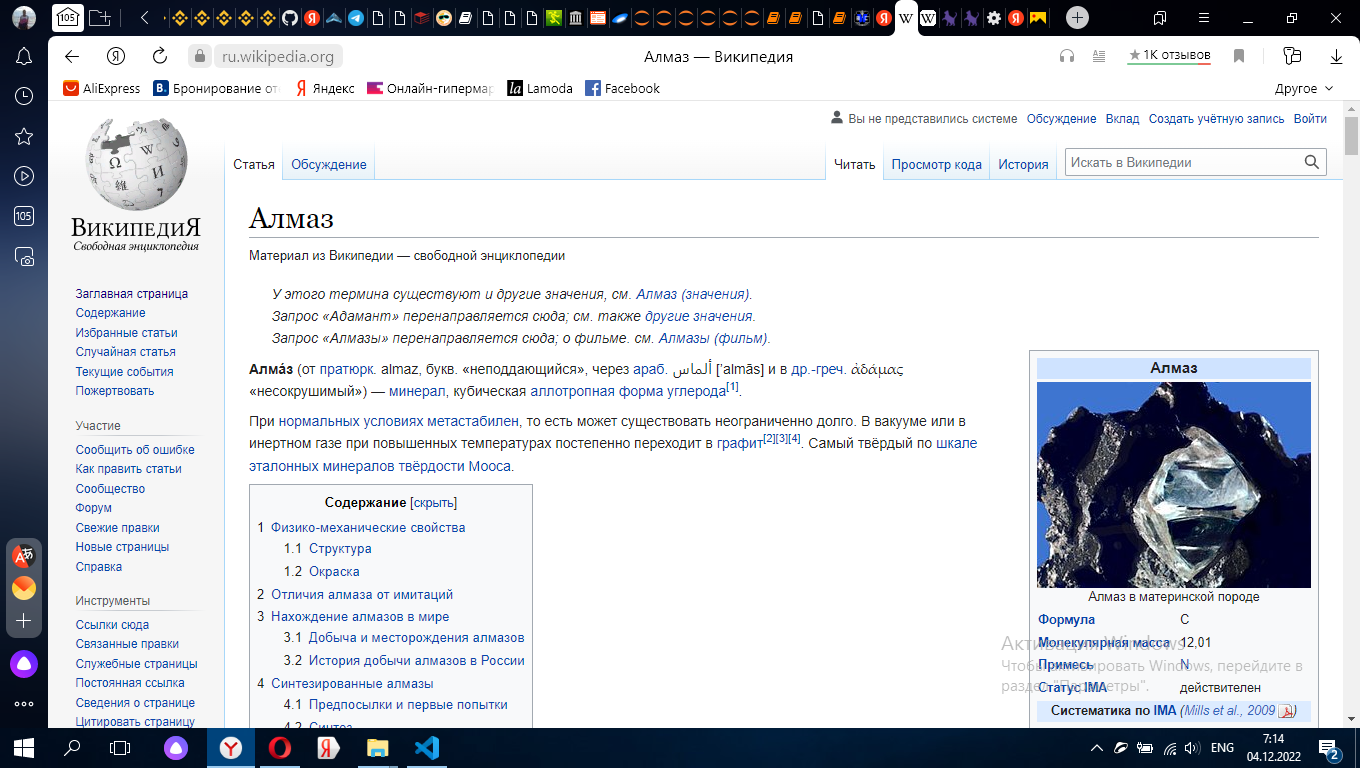 105
Алмаз — Википедия
ru.wikipedia.org
1К отзывов
AliExpress
Бронирование от
Яндекс
Онлайн-гипермар
Lamoda
Facebook
Другое
105
Вы не представились системе Обсуждение Вклад Создать учётную запись Войти
Статья Обсуждение Читать Просмотр кода История Искать в Википедии
ВикипедиЯ
Свободная энциклопедия
Заглавная страница
Содержание
Избранные статьи
Случайная статья
Текущие события
Пожертвовать
Участие
Сообщить об ошибке
Как править статьи
Сообщество
Форум
Свежие правки
Новые страницы
Справка
Инструменты
Ссылки сюда
Связанные правки
Служебные страницы
Постоянная ссылка
Сведения о странице
Цитировать страницу
Алмаз
Материал из Википедии — свободной энциклопедии
У этого термина существуют и другие значения, см. Алмаз (значения).
Запрос «Адамант» перенаправляется сюда; см. также другие значения.
Запрос «Алмазы» перенаправляется сюда; о фильме. см. Алмазы (фильм).
Алма́з (от пратюрк. almaz, букв. «неподдающийся», через араб. ألماس [’almās] и в др.-греч. ἀδάμας
«несокрушимый») — минерал, кубическая аллотропная форма углерода[1].
При нормальных условиях метастабилен, то есть может существовать неограниченно долго. В вакууме или в
инертном газе при повышенных температурах постепенно переходит в графит[2][3][4]. Самый твёрдый по шкале
эталонных минералов твёрдости Мооса.
Содержание [скрыть]
1 Физико-механические свойства
1.1 Структура
1.2 Окраска
2 Отличия алмаза от имитаций
3 Нахождение алмазов в мире
3.1 Добыча и месторождения алмазов
3.2 История добычи алмазов в России
4 Синтезированные алмазы
4.1 Предпосылки и первые попытки
4.2 Синтез
Алмаз
Алмаз в материнской породе
Формула C
Молекулярная масса 12,01
Примесь N
Статус IMA действителен
Систематика по IMA (Mills et al., 2009)
Активация Windows
Чтобы активировать Windows, перейдите в
раздел "Параметры".
ENG
7:14
04.12.2022
2